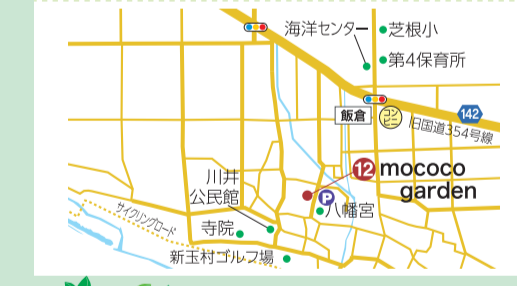 海洋センター
芝根小
第4保育所
飯倉
コンビニ
142
旧国道354号線
12 mococo
garden
川井
公民館
P
八幡宮
サイクリングロード
寺院
新玉村ゴルフ場